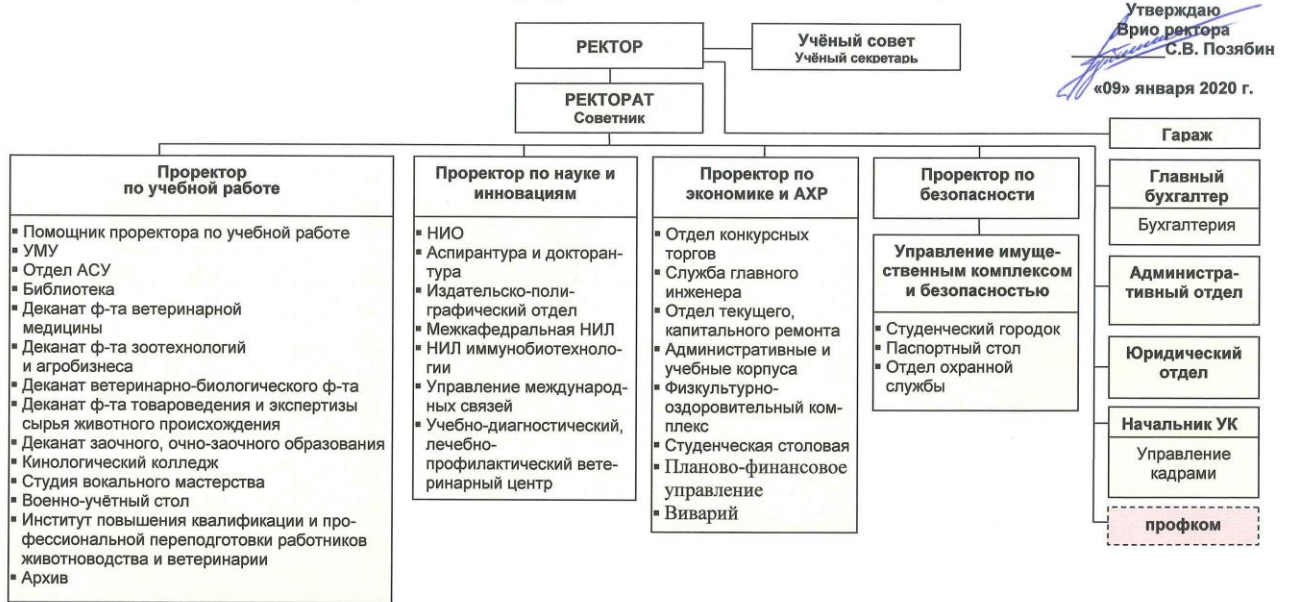 Утверждаю
Врио ректора
С.В. Позябин
«09» января 2020 г.
РЕКТОР
Учёный совет
Учёный секретарь
РЕКТОРАТ
Советник
Проректор
по учебной работе
▪ Помощник проректора по учебной работе
▪ УМУ
▪ Отдел АСУ
▪ Библиотека
▪ Деканат ф-та ветеринарной
медицины
▪ Деканат ф-та зоотехнологий
и агробизнеса
▪ Деканат ветеринарно-биологического ф-та
▪ Деканат ф-та товароведения и экспертизы
сырья животного происхождения
▪ Деканат заочного, очно-заочного образования
▪ Кинологический колледж
▪ Студия вокального мастерства
▪ Военно-учётный стол
▪ Институт повышения квалификации и про-
фессиональной переподготовки работников
животноводства и ветеринарии
▪ Архив
Проректор по науке и
инновациям
▪ НИО
▪ Аспирантура и докторан-
тура
▪ Издательско-поли-
графический отдел
▪ Межкафедральная НИЛ
▪ НИЛ иммунобиотехноло-
гии
▪ Управление международ-
ных связей
▪ Учебно-диагностический,
лечебно-
профилактический вете-
ринарный центр
Проректор по
экономике и АХР
▪ Отдел конкурсных
торгов
▪ Служба главного
инженера
▪ Отдел текущего,
капитального ремонта
▪ Административные и
учебные корпуса
▪ Физкультурно-
оздоровительный ком-
плекс
▪ Студенческая столовая
▪ Планово-финансовое
управление
▪ Виварий
Проректор по
безопасности
Управление имуще-
ственным комплексом
и безопасностью
▪ Студенческий городок
▪ Паспортный стол
▪ Отдел охранной
службы
Гараж
Главный
бухгалтер
Бухгалтерия
Администра-
тивный отдел
Юридический
отдел
Начальник УК
Управление
кадрами
профком